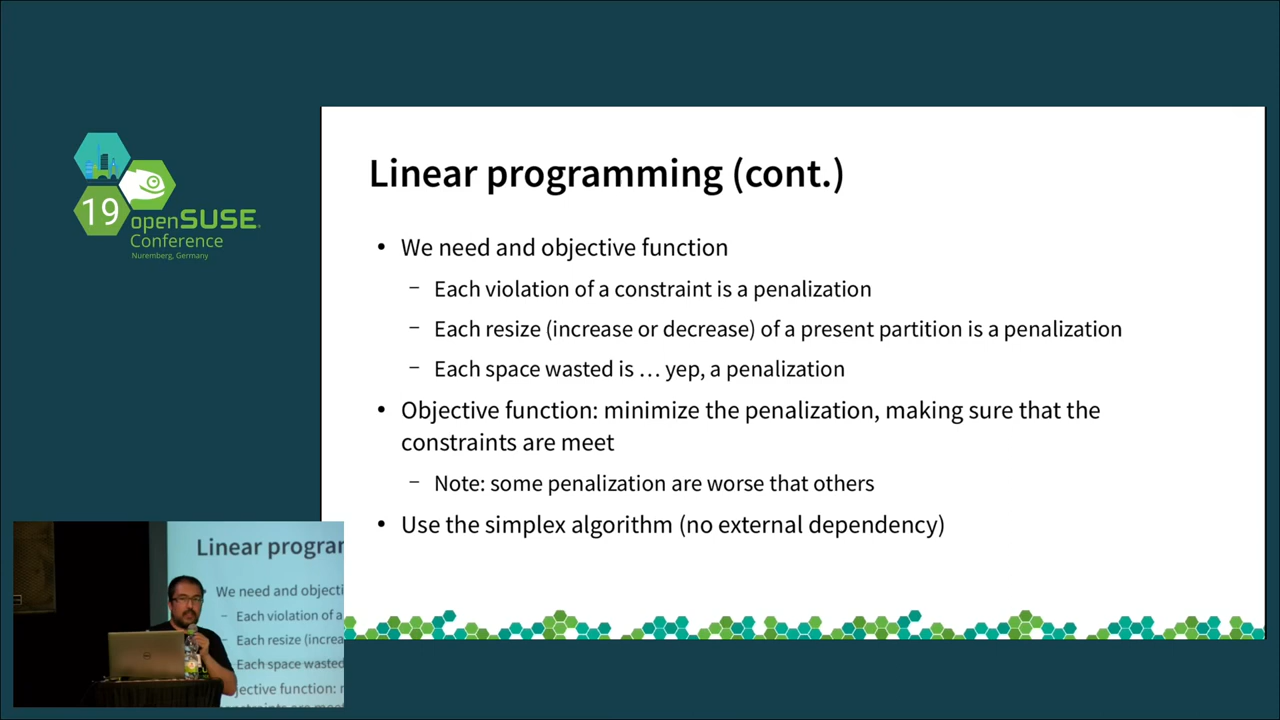 19
openSUSE
Conference
Nuremberg, Germany
Linear programming (cont.)
• We need and objective function
– Each violation of a constraint is a penalization
– Each resize (increase or decrease) of a present partition is a penalization
– Each space wasted is … yep, a penalization
• Objective function: minimize the penalization, making sure that the
constraints are meet
– Note: some penalization are worse that others
• Use the simplex algorithm (no external dependency)
Linear progra
We need and objecti
– Each violation of a
– Each resize (increa
– Each space wasted
jective function: